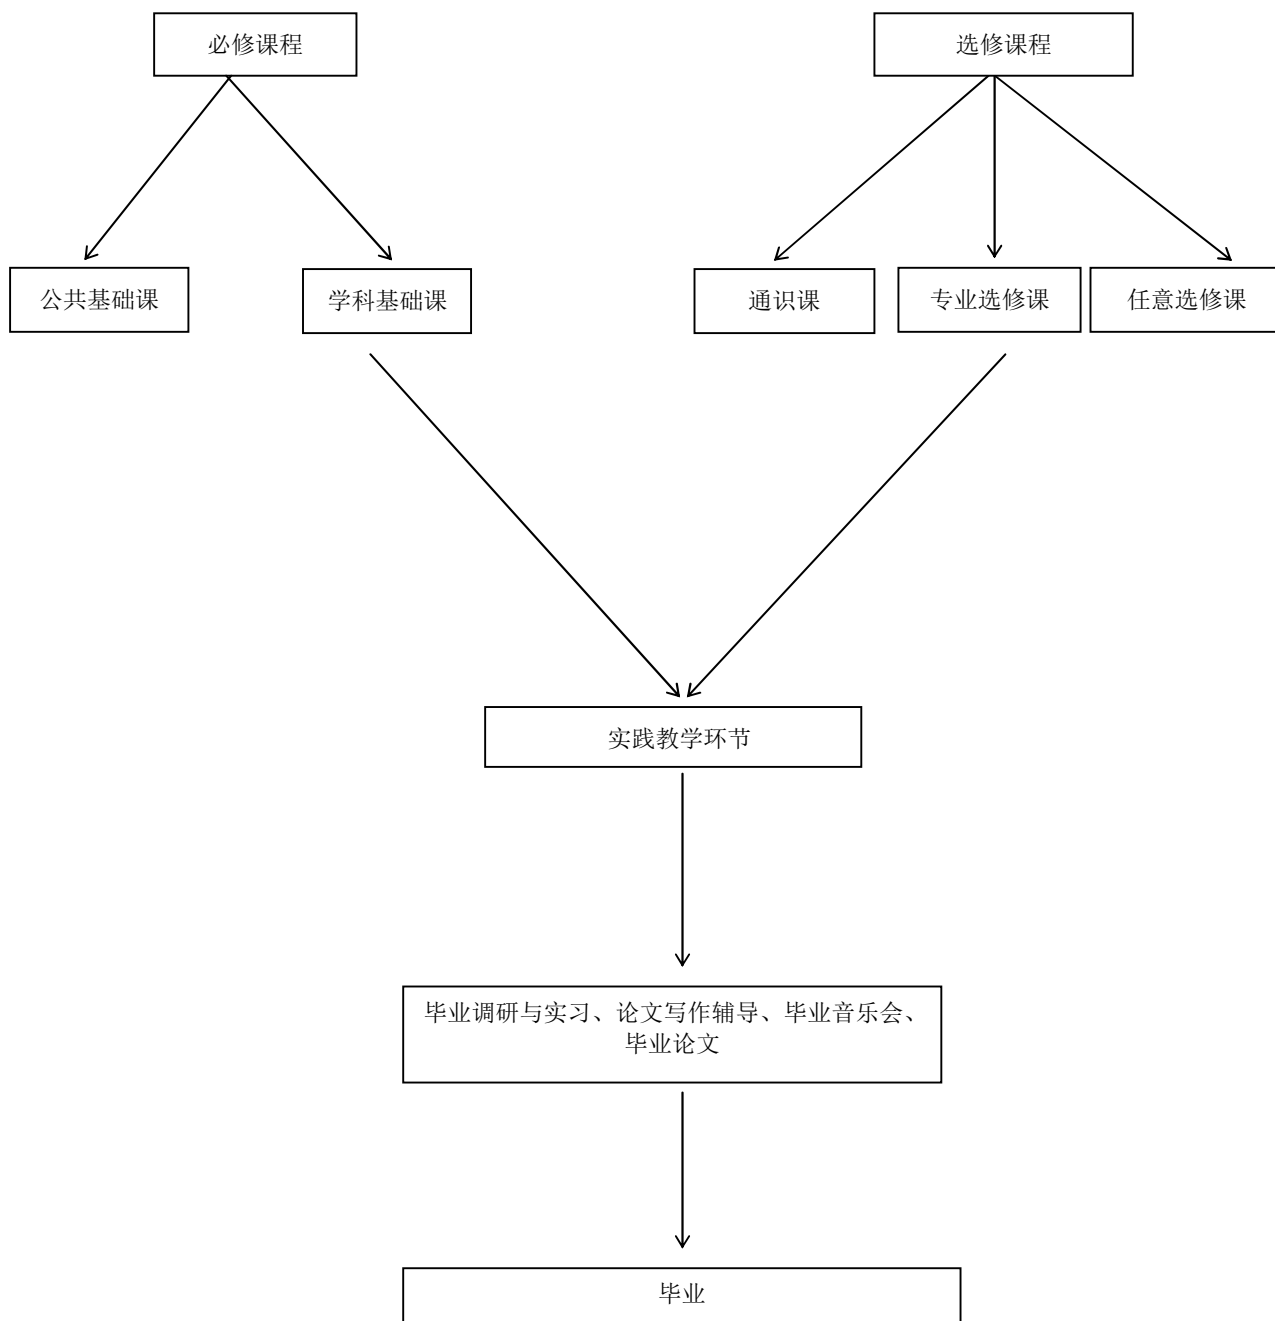 必修课程
选修课程
公共基础课
学科基础课
通识课
专业选修课
任意选修课
实践教学环节
毕业调研与实习、论文写作辅导、毕业音乐会、
毕业论文
毕业